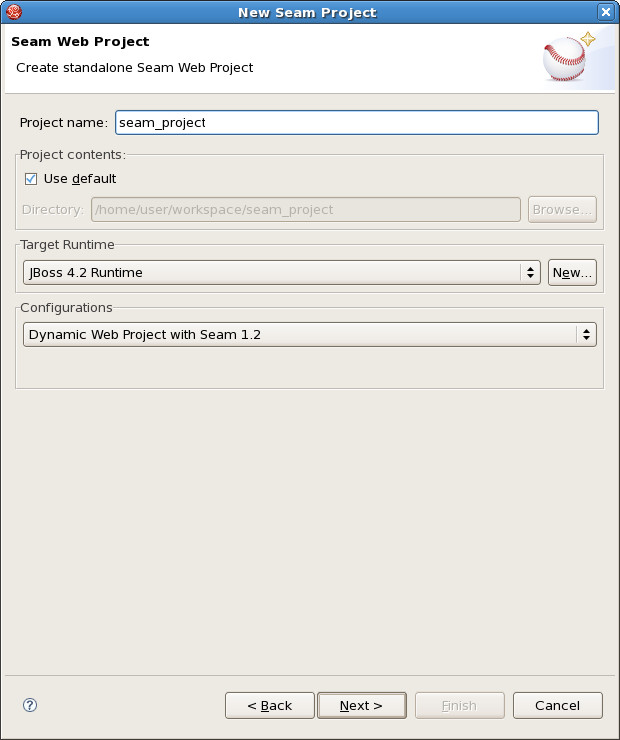 New Seam Project
Seam Web Project
Create standalone Seam Web Project
Project name: seam_project
Project contents:
Use default
Directory: /home/user/workspace/seam_project Browse...
Target Runtime
JBoss 4.2 Runtime New...
Configurations
Dynamic Web Project with Seam 1.2
? < Back Next > Finish Cancel